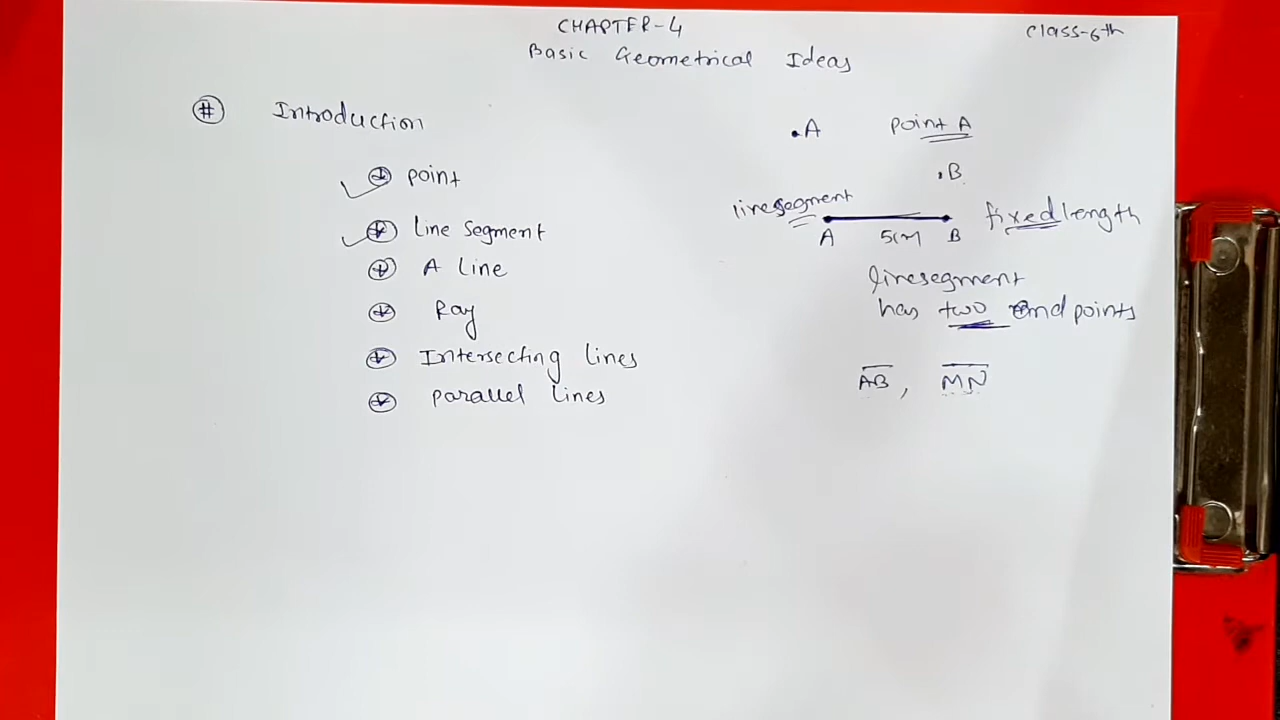 CHAPTER-4
Class-6th
Basic Geometrical Ideas
# Introduction
point
line segment
A line
Ray
Intersecting lines
parallel lines
A
point A
B
linesegment
fixed length
A 5cm B
linesegment
has two end points
AB, MN